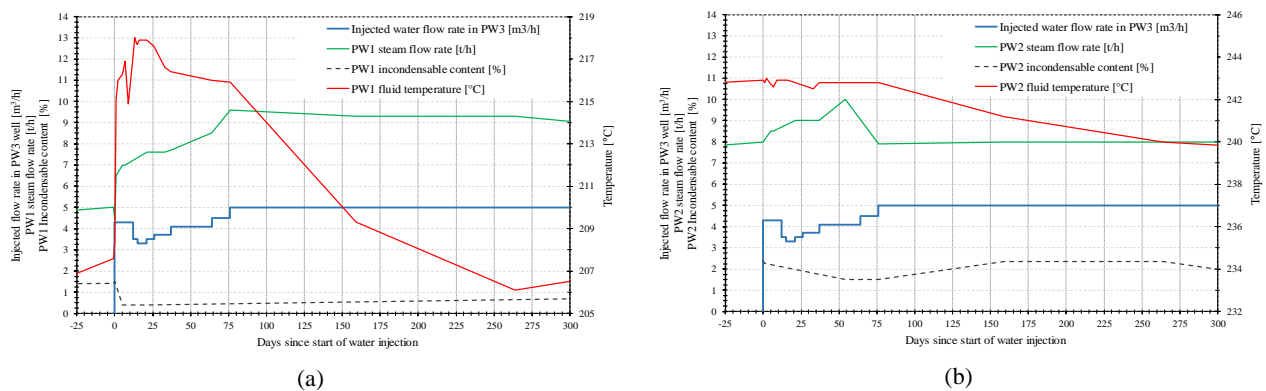 14
13
12
11
10
9
8
7
6
5
4
3
2
1
0
Injected flow rate in PW3 well [m³/h]
PW1 steam flow rate [t/h]
PW1 Incondensable content [%]
Injected water flow rate in PW3 [m3/h]
PW1 steam flow rate [t/h]
PW1 incondensable content [%]
PW1 fluid temperature [°C]
219
217
215
212
210
209
207
205
Temperature [°C]
-25 0 25 50 75 100 125 150 175 200 225 250 275 300
Days since start of water injection
(a)
14
13
12
11
10
9
8
7
6
5
4
3
2
1
0
Injected flow rate in PW3 well [m³/h]
PW2 steam flow rate [t/h]
PW2 Incondensable content [%]
Injected water flow rate in PW3 [m3/h]
PW2 steam flow rate [t/h]
PW2 incondensable content [%]
PW2 fluid temperature [°C]
246
244
242
240
237
236
234
232
Temperature [°C]
-25 0 25 50 75 100 125 150 175 200 225 250 275 300
Days since start of water injection
(b)